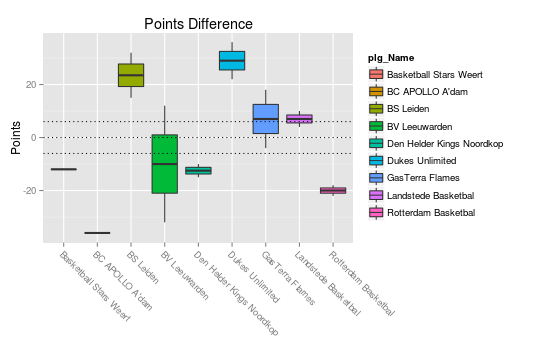 Points Difference
Points
20
0
-20
Basketball Stars Weert
BC APOLLO A'dam
BS Leiden
BV Leeuwarden
Den Helder Kings Noordkop
Dukes Unlimited
GasTerra Flames
Landstede Basketbal
Rotterdam Basketbal
plg_Name
Basketball Stars Weert
BC APOLLO A'dam
BS Leiden
BV Leeuwarden
Den Helder Kings Noordkop
Dukes Unlimited
GasTerra Flames
Landstede Basketbal
Rotterdam Basketbal